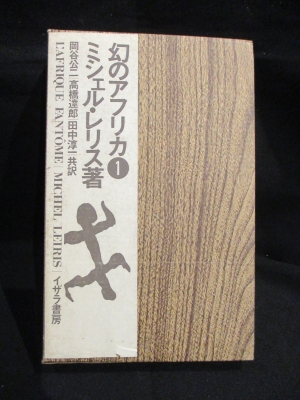 幻のアフリカ❶
ミシェル・レリス著
岡谷公二 高橋達郎 田中淳一共訳
L'AFRIQUE FANTOME, MICHEL LEIRIS｜イザラ書房